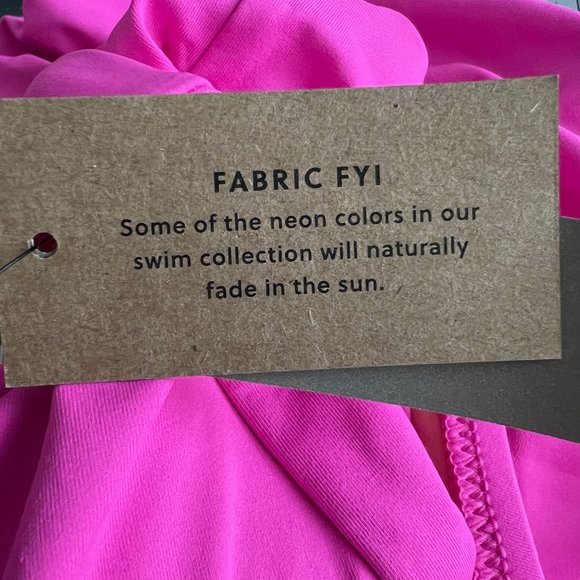 FABRIC FYI
Some of the neon colors in our
swim collection will naturally
fade in the sun.